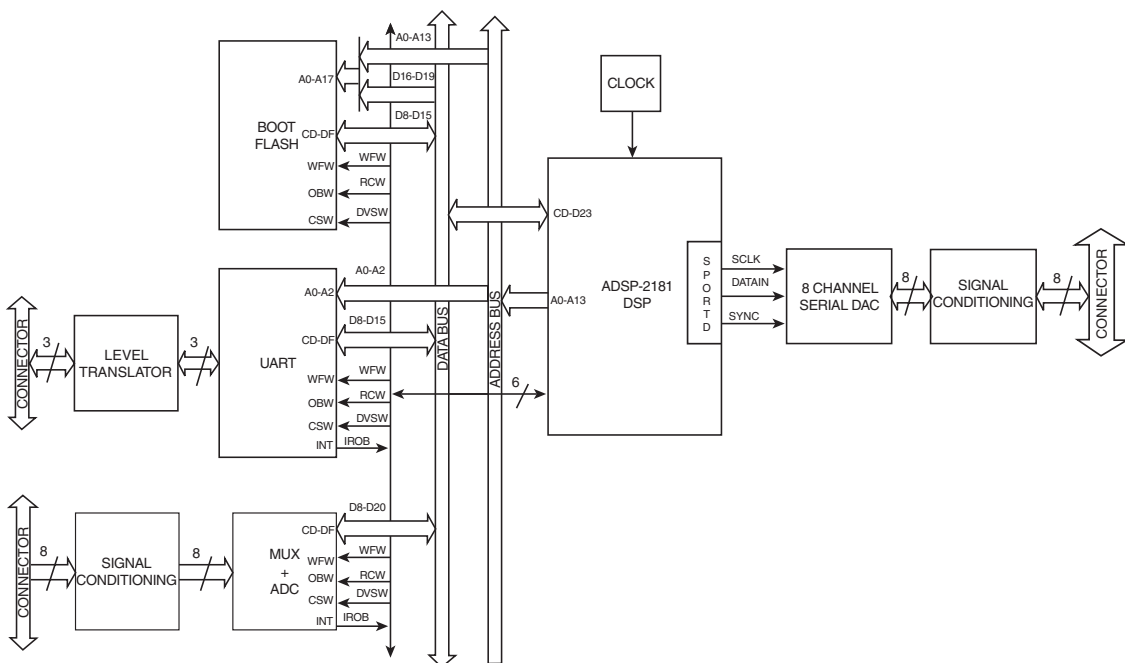 A0-A13
A0-A17
D16-D19
D8-D15
BOOT
FLASH
CD-DF
WFW
WFW
OBW
RCW
CSW
DVSW
CLOCK
CD-D23
ADSP-2181
DSP
A0-A13
S
P
O
R
T
D
SCLK
DATAIN
SYNC
8 CHANNEL
SERIAL DAC
8
SIGNAL
CONDITIONING
8
CONNECTOR
A0-A2
A0-A2
D8-D15
CD-DF
UART
WFW
WFW
OBW
RCW
CSW
DVSW
INT
IROB
DATA BUS
ADDRESS BUS
6
CONNECTOR
3
LEVEL
TRANSLATOR
3
CONNECTOR
8
SIGNAL
CONDITIONING
8
MUX
+
ADC
D8-D20
CD-DF
WFW
WFW
OBW
RCW
CSW
DVSW
INT
IROB